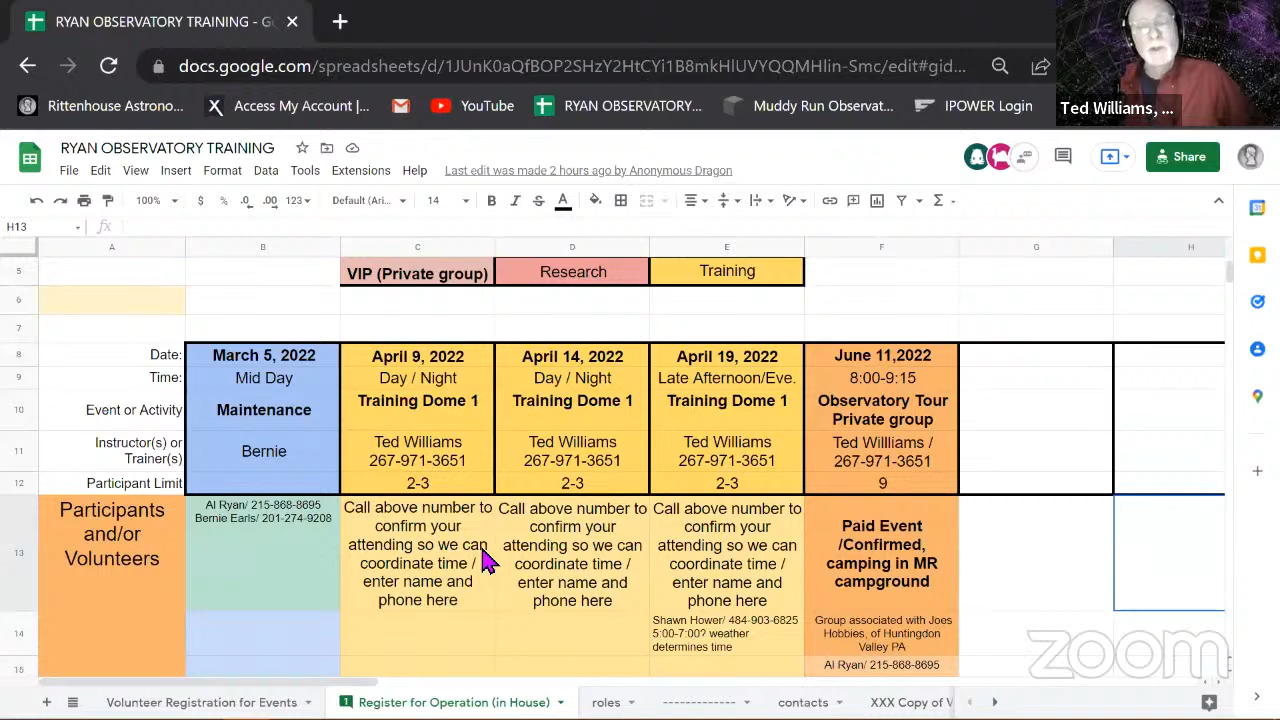 RYAN OBSERVATORY TRAINING - Go
docs.google.com/spreadsheets/d/1JUnK0aQfBOP2SHzY2HtCYi1B8mkHlUVYQQMHlin-Smc/edit#gid...
Rittenhouse Astrono... Access My Account |... YouTube RYAN OBSERVATORY... Muddy Run Observat... IPOWER Login
Ted Williams, ...
RYAN OBSERVATORY TRAINING
File Edit View Insert Format Data Tools Extensions Help Last edit was made 2 hours ago by Anonymous Dragon
Share
100% $ % .0 .00 123 Default (Ari... 14 B I S A
H13 fx
A B C D E F G H
5 VIP (Private group) Research Training
6
7
8 Date: March 5, 2022 April 9, 2022 April 14, 2022 April 19, 2022 June 11,2022
9 Time: Mid Day Day / Night Day / Night Late Afternoon/Eve. 8:00-9:15
10 Event or Activity Maintenance Training Dome 1 Training Dome 1 Training Dome 1 Observatory Tour
Private group
11 Instructor(s) or
Trainer(s)
Bernie
Ted Willliams
267-971-3651
Ted Williams
267-971-3651
Ted Williams
267-971-3651
Ted Willlliams /
267-971-3651
12 Participant Limit 2-3 2-3 2-3 9
13 Participants
and/or
Volunteers
Al Ryan/ 215-868-8695
Bernie Earls/ 201-274-9208
Call above number to
confirm your
attending so we can
coordinate time /
enter name and
phone here
Call above number to
confirm your
attending so we can
coordinate time /
enter name and
phone here
Call above number to
confirm your
attending so we can
coordinate time /
enter name and
phone here
Paid Event
/Confirmed,
camping in MR
campground
14 Shawn Hower/ 484-903-6825
5:00-7:00? weather
determines time
Group associated with Joes
Hobbies, of Huntingdon
Valley PA
15 Al Ryan/ 215-868-8695
zoom
Volunteer Registration for Events 1 Register for Operation (in House) roles ------------- contacts XXX Copy of V